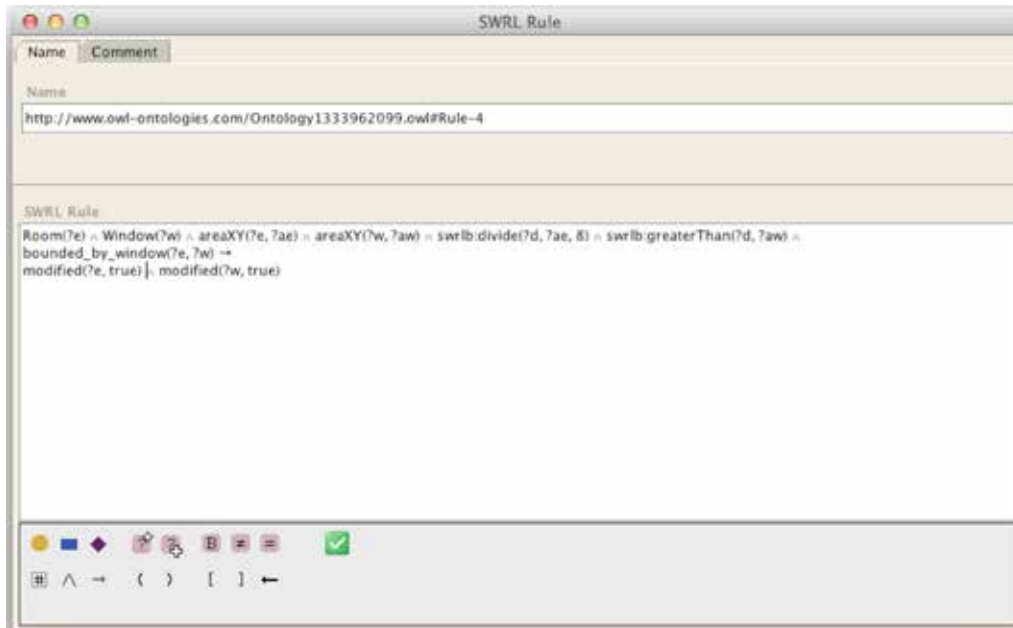 SWRL Rule
Name Comment
Name
http://www.owl-ontologies.com/Ontology1333962099.owl#Rule-4
SWRL Rule
Room(?e) ∧ Window(?w) ∧ areaXY(?e, ?ae) ∧ areaXY(?w, ?aw) ∧ swrlb:divide(?d, ?ae, 8) ∧ swrlb:greaterThan(?d, ?aw) ∧
bounded_by_window(?e, ?w) →
modified(?e, true) ∧ modified(?w, true)
? ? B ≠ =
# ∧ → ( ) [ ] ←